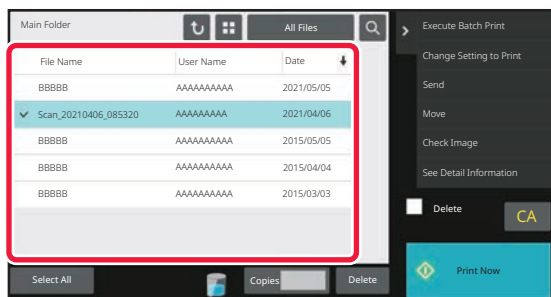 Main Folder
All Files
File Name User Name Date
BBBBB AAAAAAAAAA 2021/05/05
Scan_20210406_085320 AAAAAAAAA 2021/04/06
BBBBB AAAAAAAAAA 2015/05/05
BBBBB AAAAAAAAAA 2015/04/04
BBBBB AAAAAAAAAA 2015/03/03
Select All
Copies
Delete
Execute Batch Print
Change Setting to Print
Send
Move
Check Image
See Detail Information
Delete
CA
Print Now